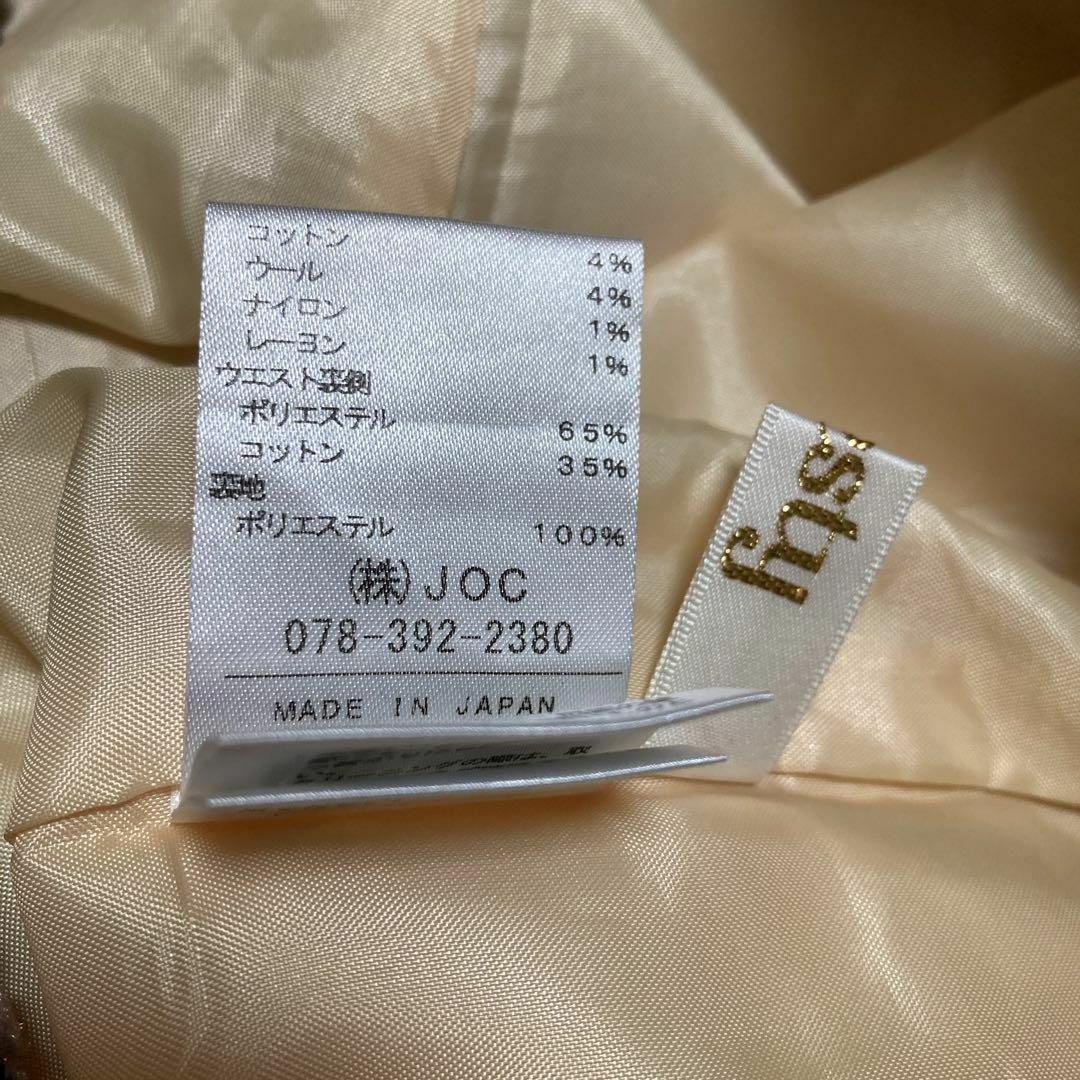 コットン 4%
ウール 4%
ナイロン 1%
レーヨン 1%
ウエスト裏側
ポリエステル 65%
コットン 35%
裏地
ポリエステル 100%
(株)JOC
078-392-2380
MADE IN JAPAN